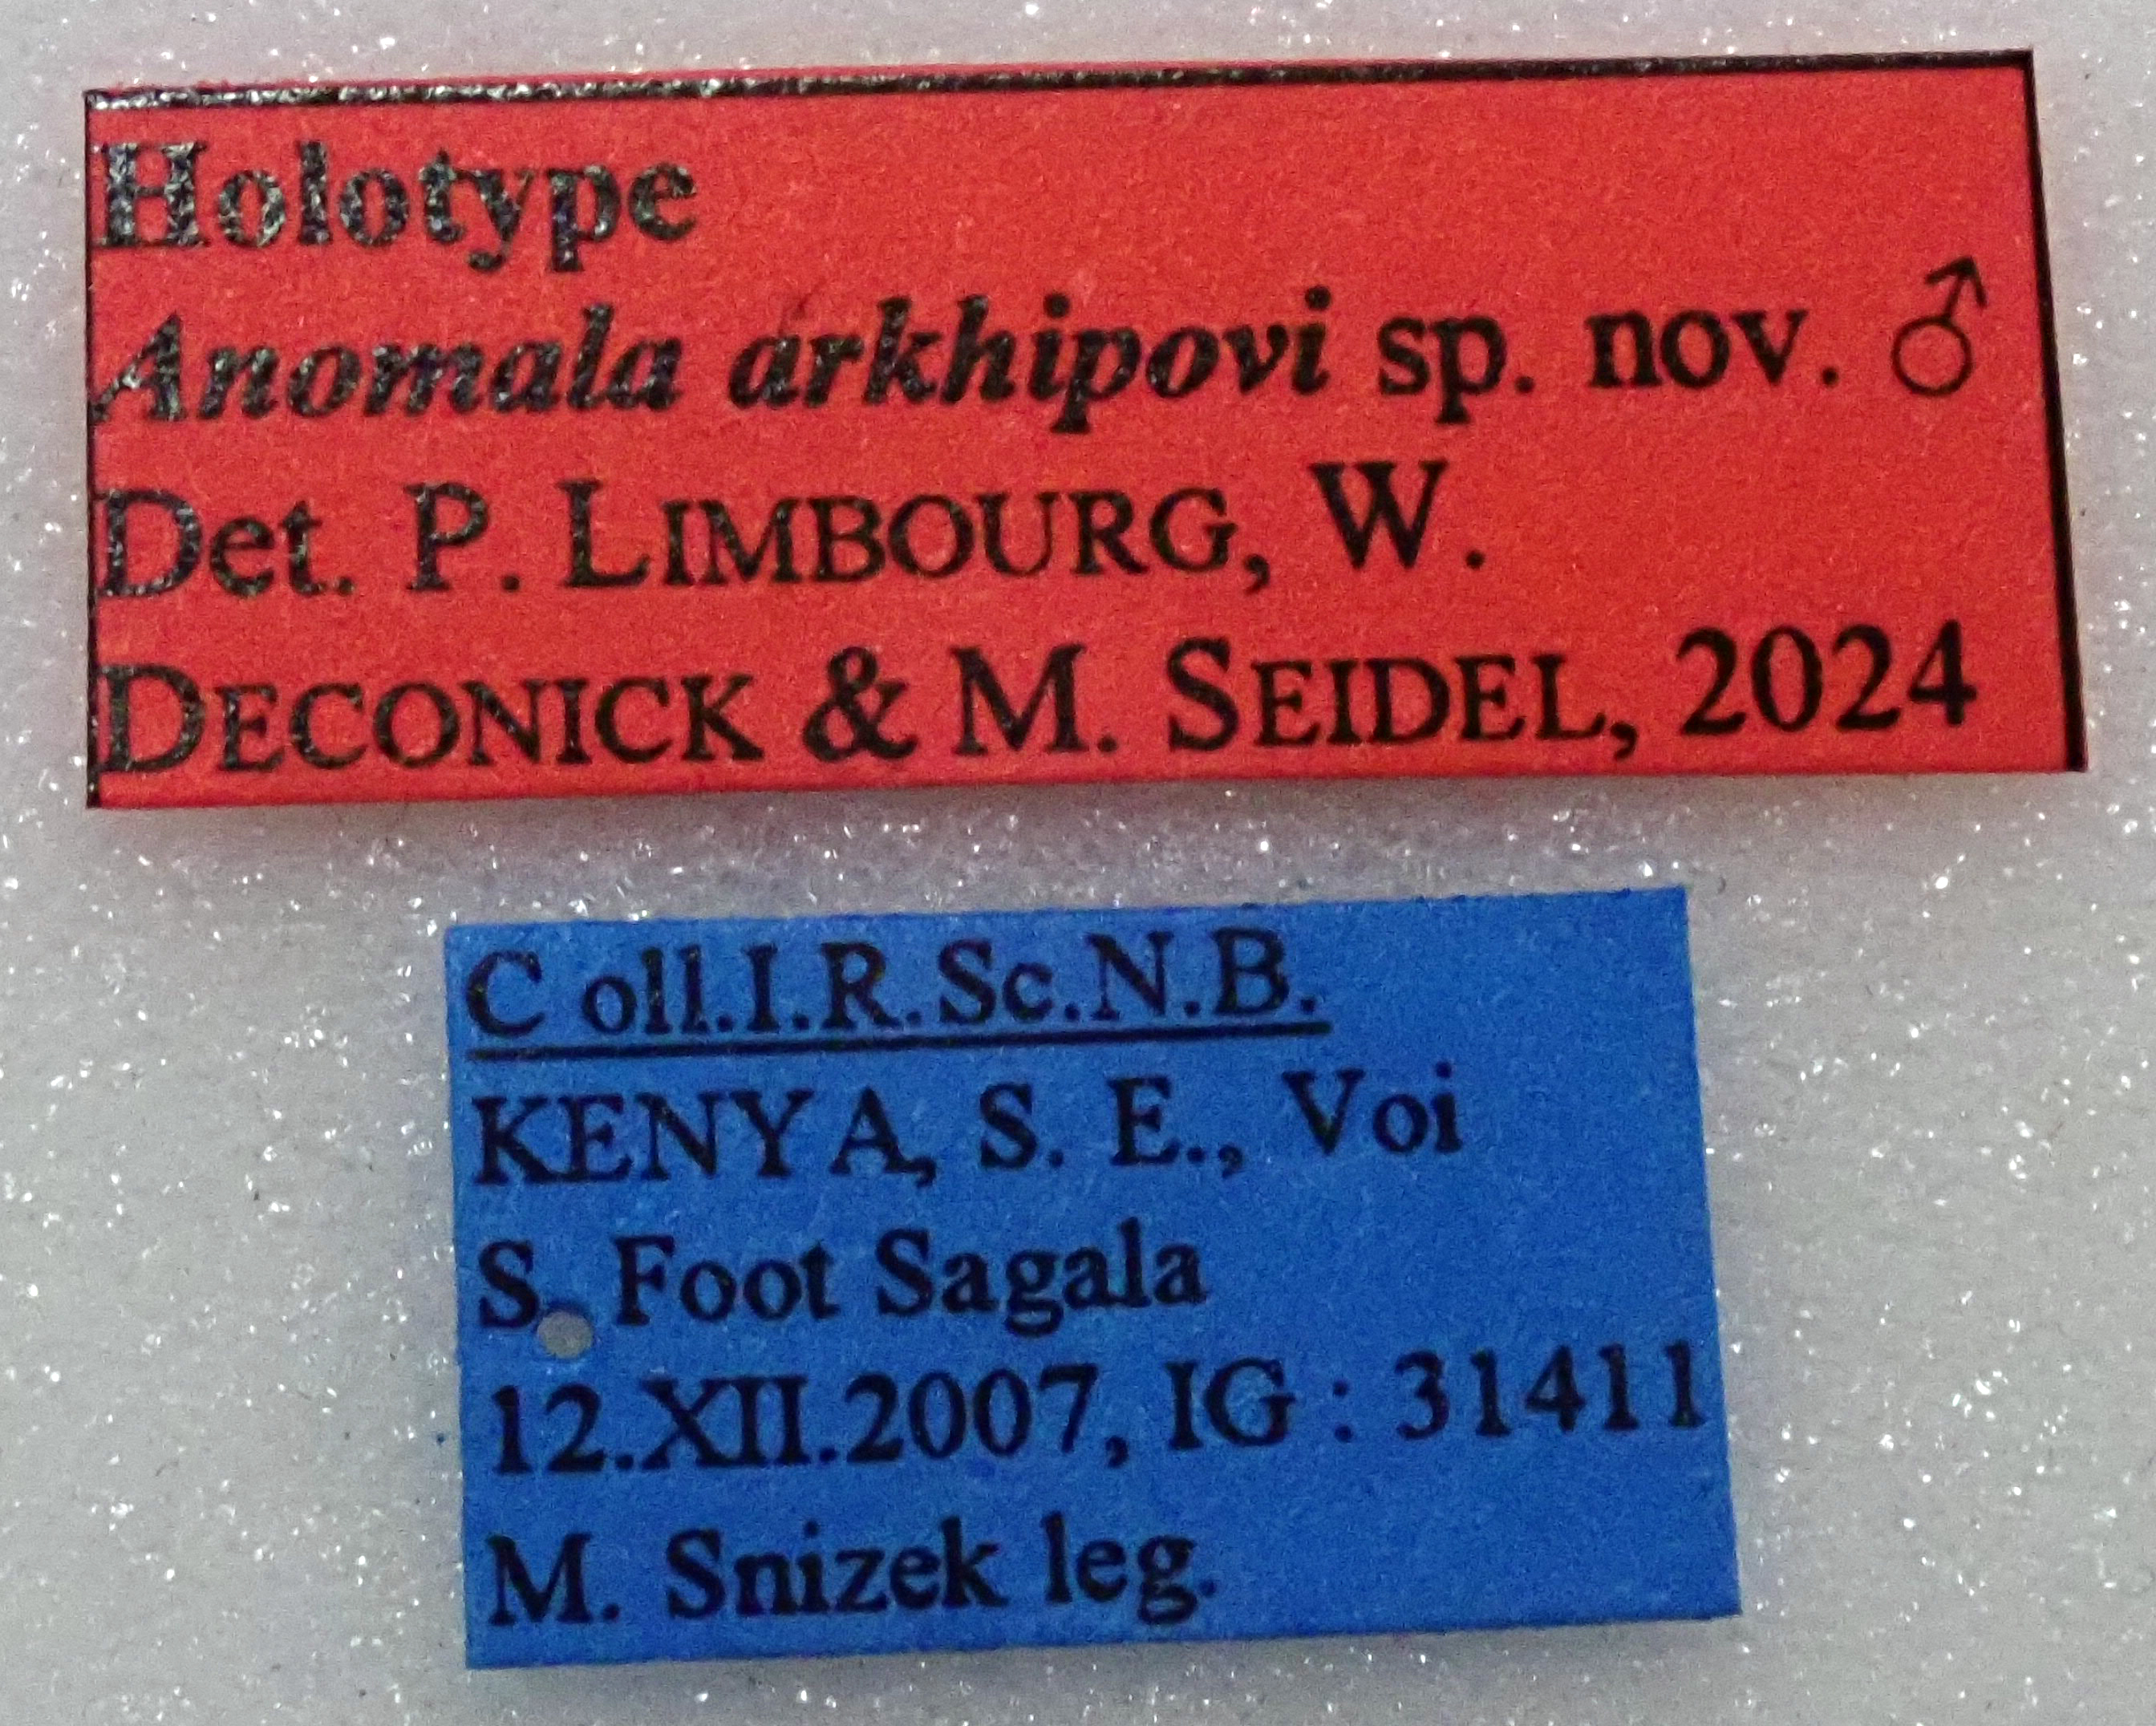 Holotype
Anomala arkhipovi sp. nov. ♂
Det. P. LIMBOURG, W.
DECONICK & M. SEIDEL, 2024
C oll.I.R.Sc.N.B.
KENYA, S. E., Voi
S. Foot Sagala
12.XII.2007, IG : 31411
M. Snizek leg.